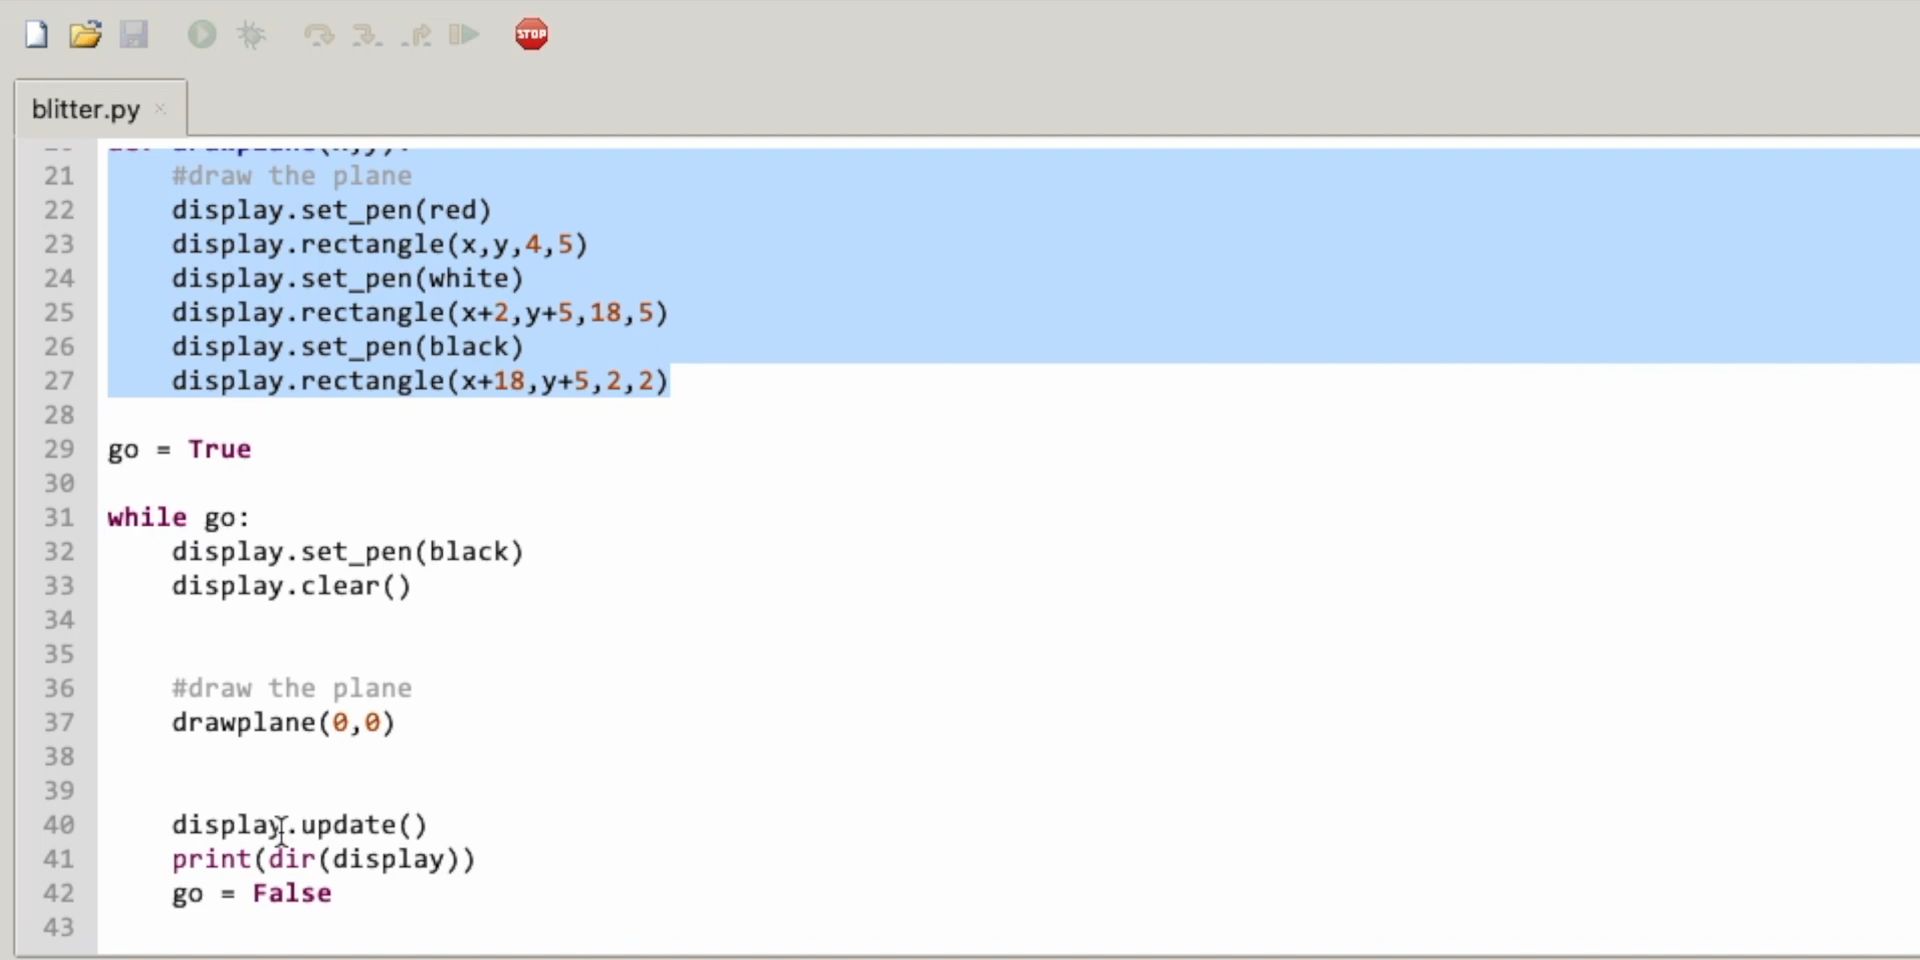 STOP
blitter.py
21 #draw the plane
22 display.set_pen(red)
23 display.rectangle(x,y,4,5)
24 display.set_pen(white)
25 display.rectangle(x+2,y+5,18,5)
26 display.set_pen(black)
27 display.rectangle(x+18,y+5,2,2)
28
29 go = True
30
31 while go:
32 display.set_pen(black)
33 display.clear()
34
35
36 #draw the plane
37 drawplane(0,0)
38
39
40 display.update()
41 print(dir(display))
42 go = False
43